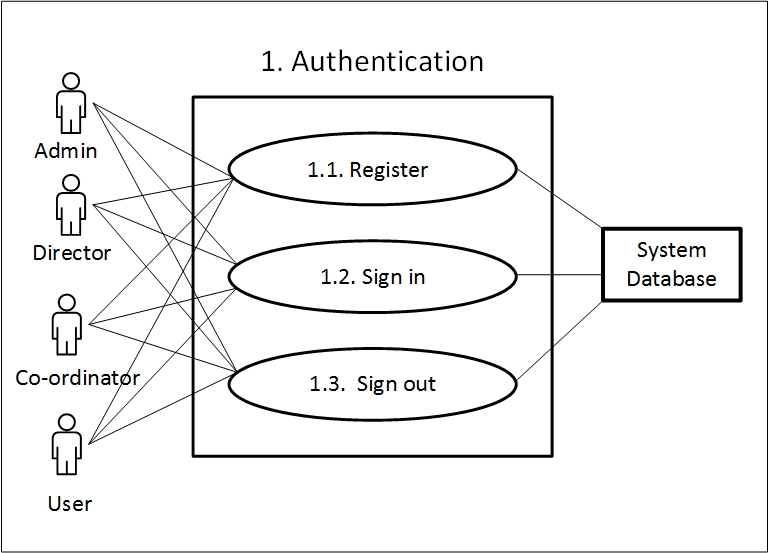 1. Authentication
Admin
Director
Co-ordinator
User
1.1. Register
1.2. Sign in
1.3.  Sign out
System
Database